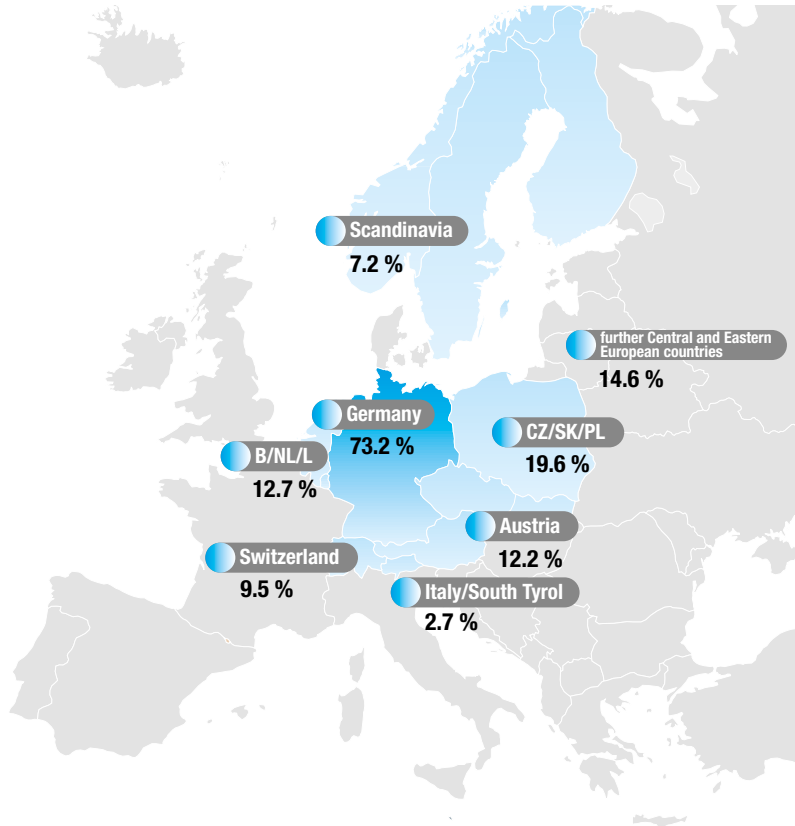 Scandinavia
7.2 %
further Central and Eastern
European countries
14.6 %
Germany
73.2 %
CZ/SK/PL
19.6 %
B/NL/L
12.7 %
Austria
12.2 %
Switzerland
9.5 %
Italy/South Tyrol
2.7 %